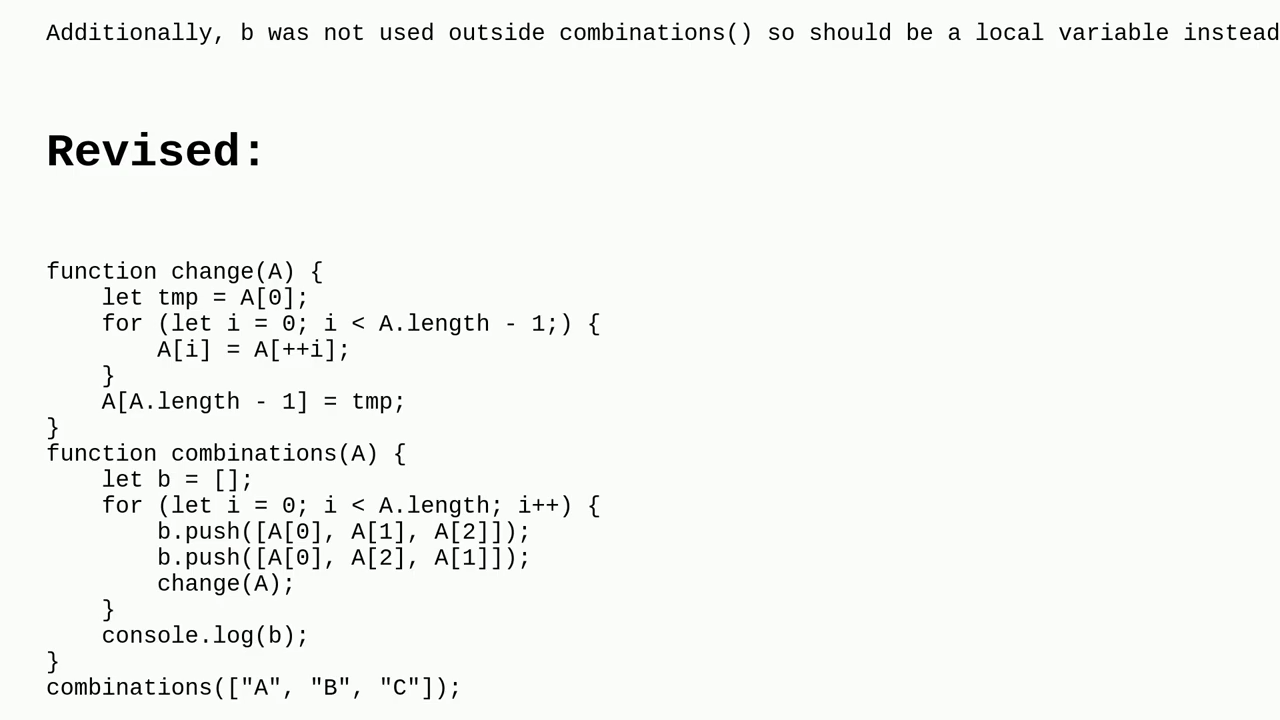 Additionally, b was not used outside combinations() so should be a local variable instead
Revised:
function change(A) {
    let tmp = A[0];
    for (let i = 0; i < A.length - 1;) {
        A[i] = A[++i];
    }
    A[A.length - 1] = tmp;
}
function combinations(A) {
    let b = [];
    for (let i = 0; i < A.length; i++) {
        b.push([A[0], A[1], A[2]]);
        b.push([A[0], A[2], A[1]]);
        change(A);
    }
    console.log(b);
}
combinations(["A", "B", "C"]);